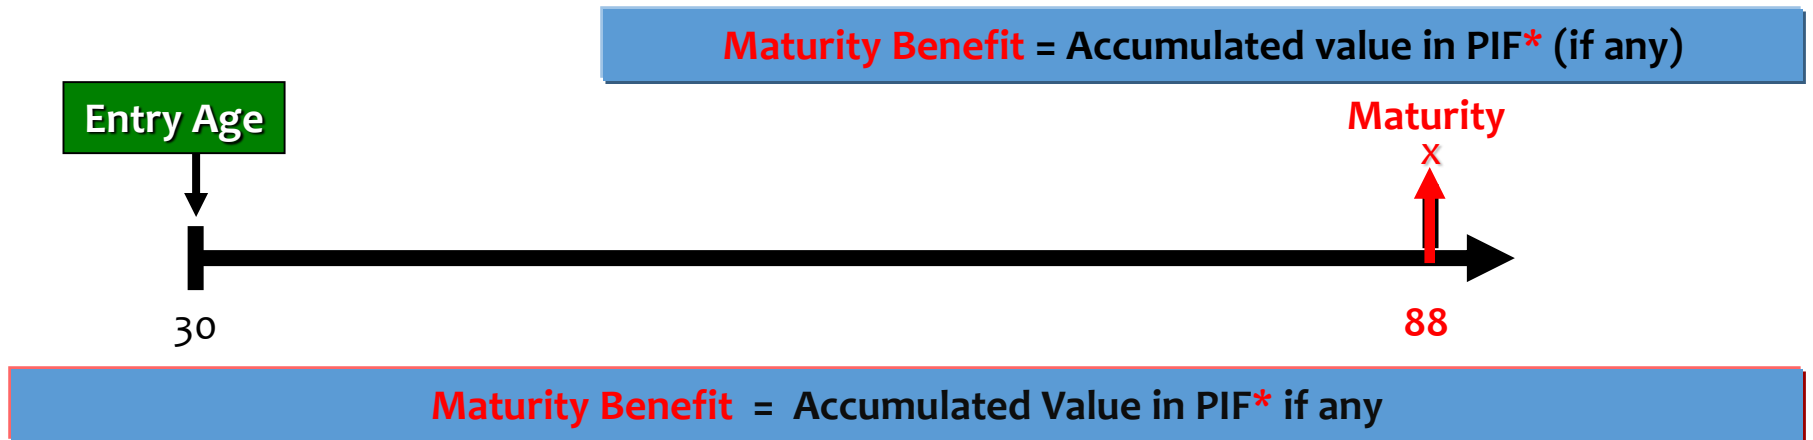 Maturity Benefit = Accumulated value in PIF* (if any)
Entry Age
Maturity
x
30
88
Maturity Benefit = Accumulated Value in PIF* if any